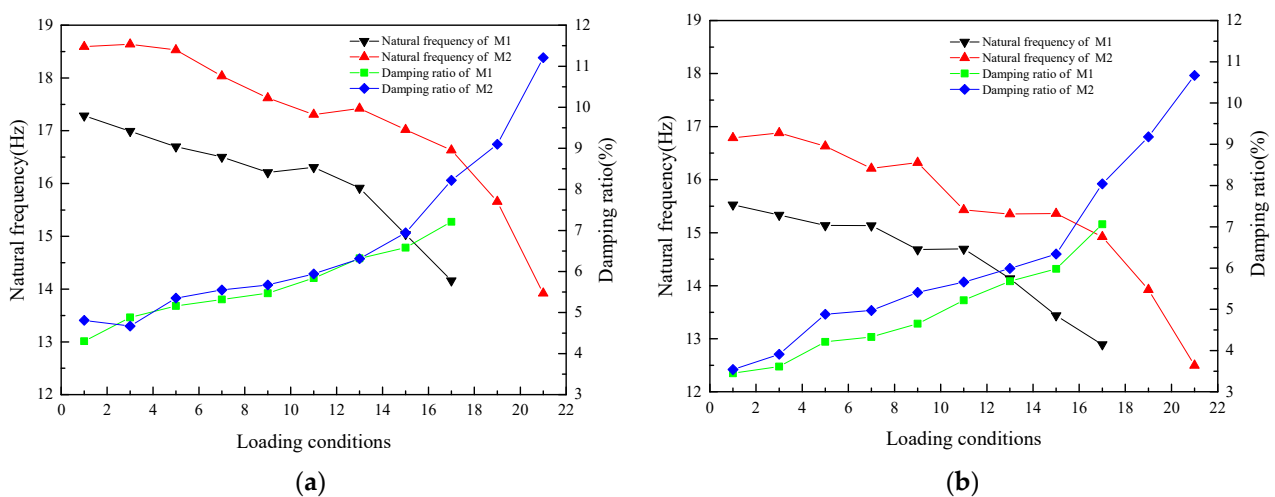 19
18
17
16
15
14
13
12
Natural frequency(Hz)
Natural frequency of M1
Natural frequency of M2
Damping ratio of M1
Damping ratio of M2
12
11
10
9
8
7
6
5
4
3
Damping ratio(%)
0 2 4 6 8 10 12 14 16 18 20 22
Loading conditions
(a)
19
18
17
16
15
14
13
12
Natural frequency(Hz)
Natural frequency of M1
Natural frequency of M2
Damping ratio of M1
Damping ratio of M2
12
11
10
9
8
7
6
5
4
3
Damping ratio(%)
0 2 4 6 8 10 12 14 16 18 20 22
Loading conditions
(b)